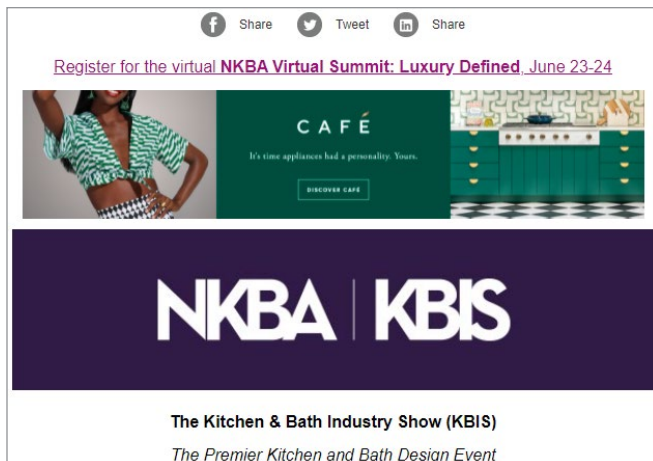 Share Tweet Share
Register for the virtual NKBA Virtual Summit: Luxury Defined, June 23-24
CAFÉ
It's time appliances had a personality. Yours.
DISCOVER CAFÉ
NKBA | KBIS
The Kitchen & Bath Industry Show (KBIS)
The Premier Kitchen and Bath Design Event